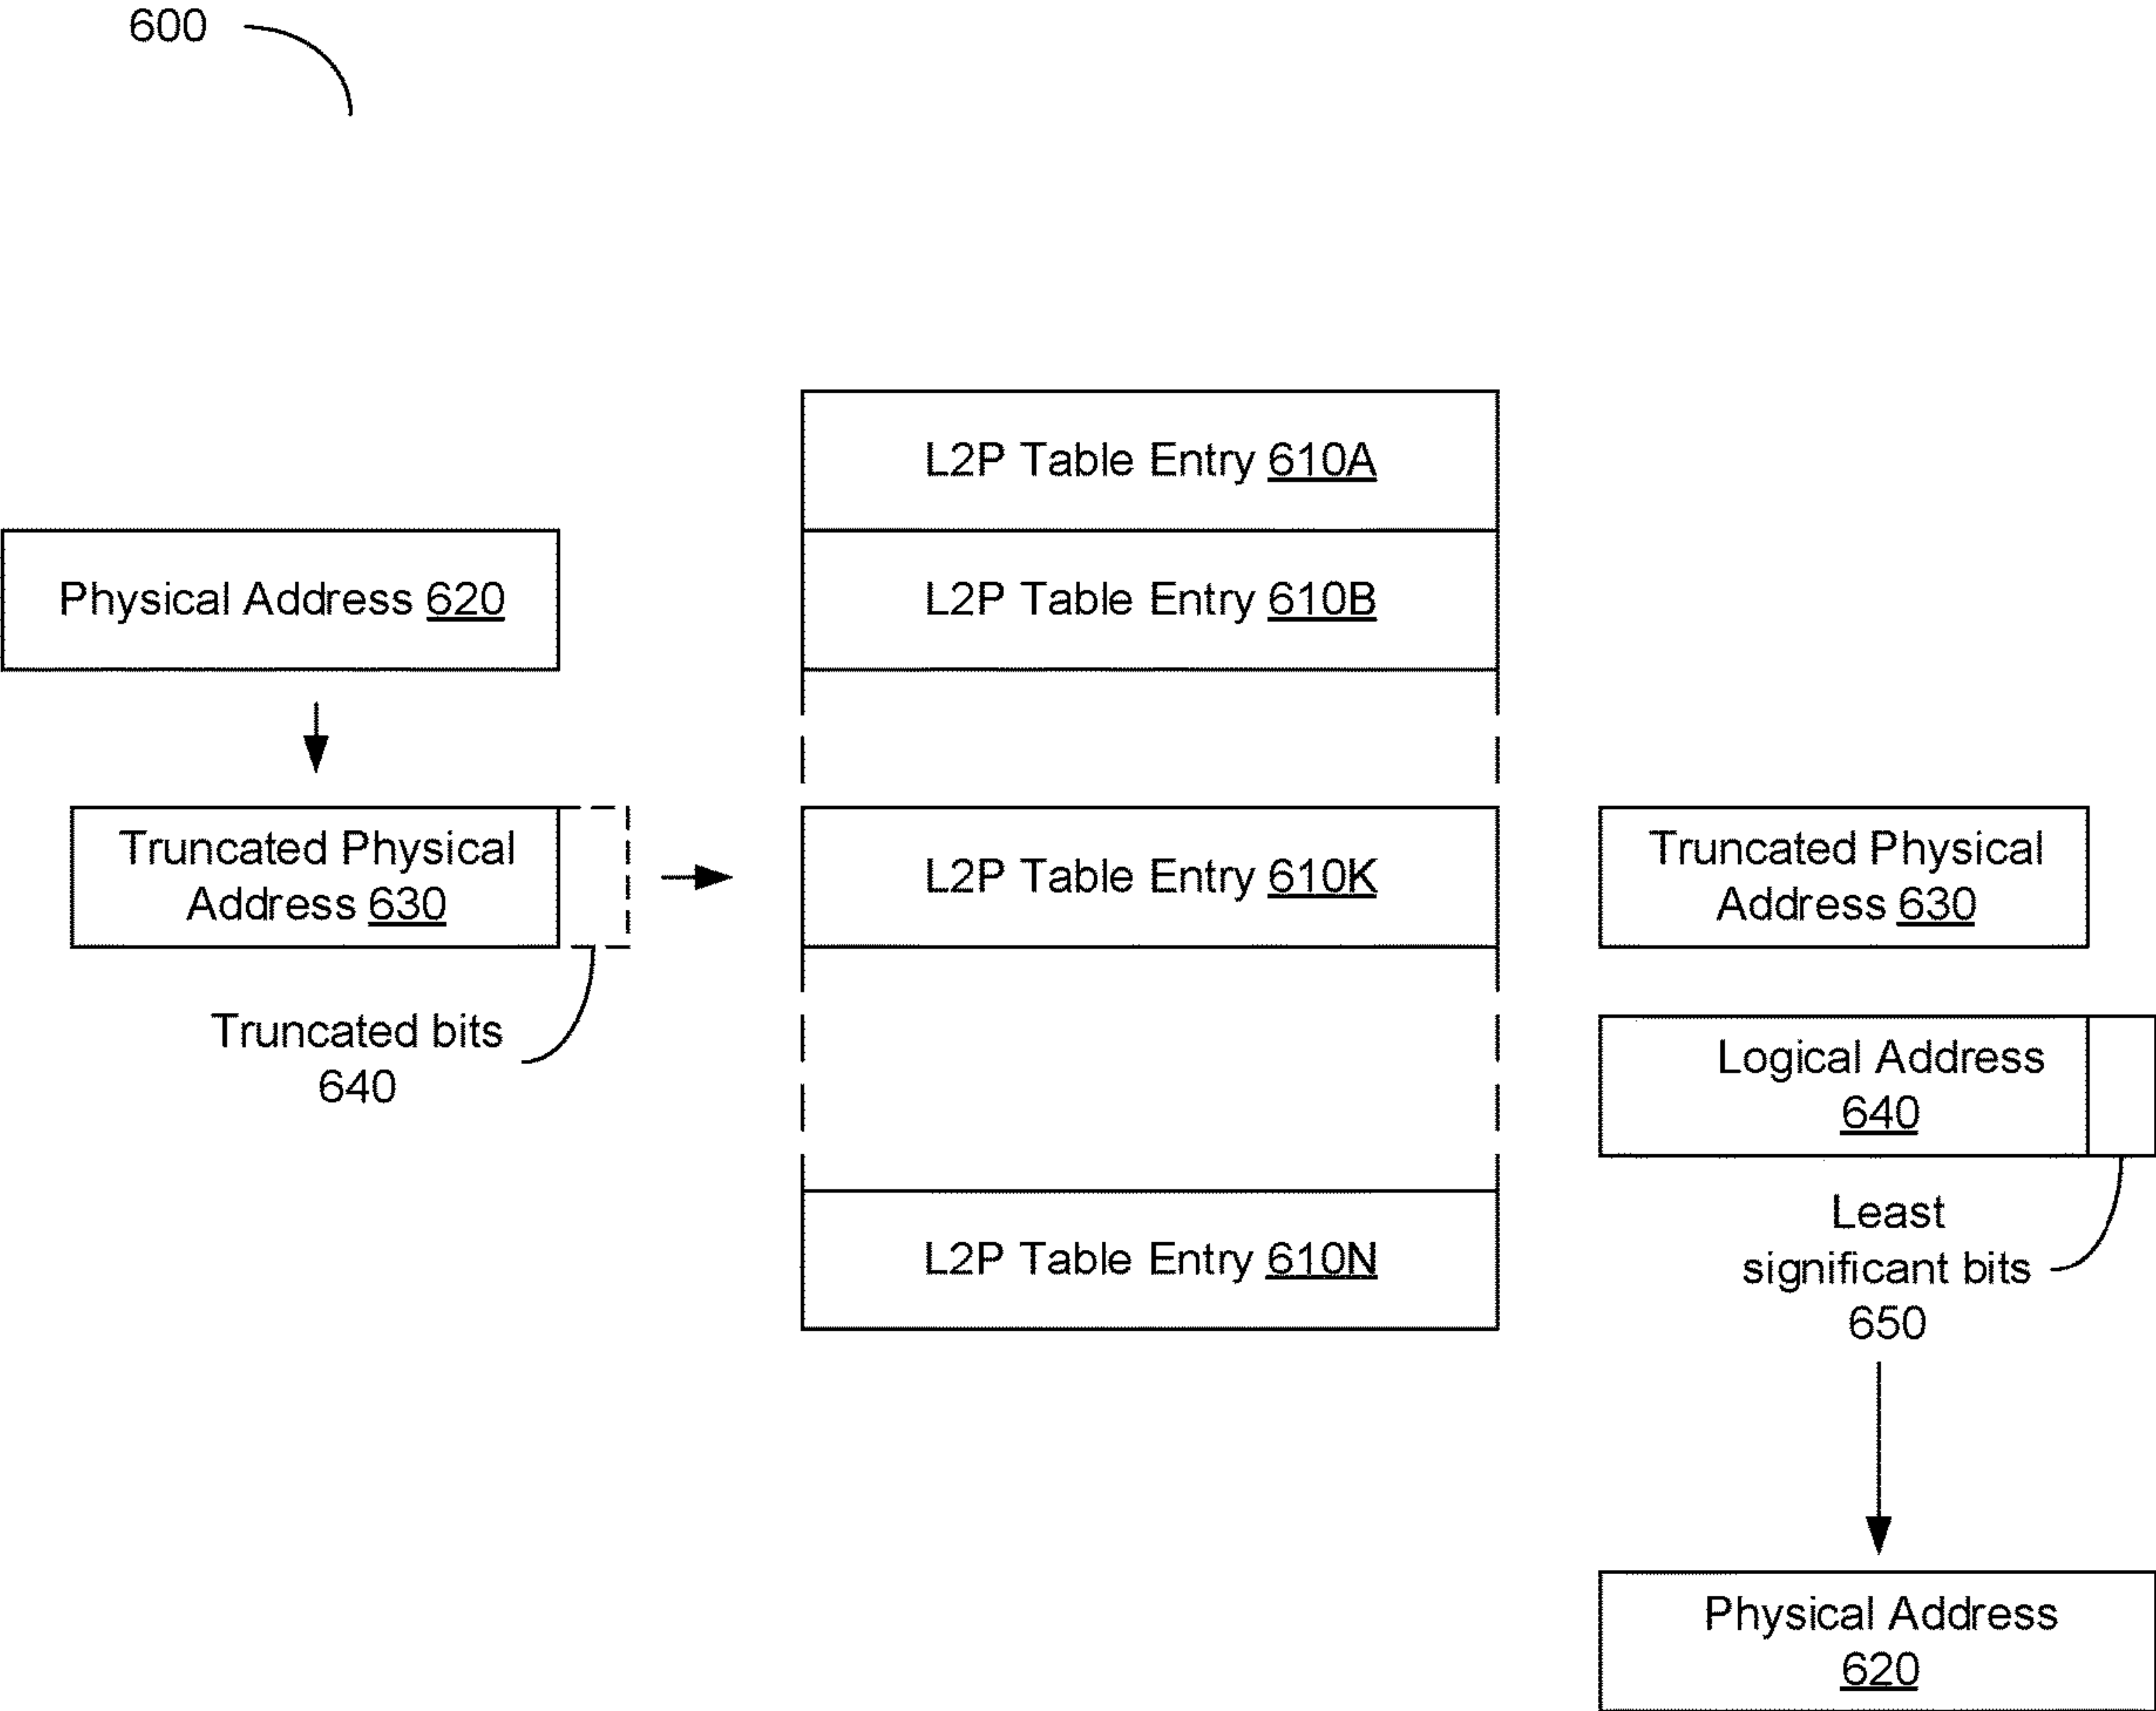 600
L2P Table Entry 610A
Physical Address 620
L2P Table Entry 610B
Truncated Physical
Address 630
L2P Table Entry 610K
Truncated Physical
Address 630
Truncated bits
640
Logical Address
640
Least
significant bits
650
L2P Table Entry 610N
Physical Address
620